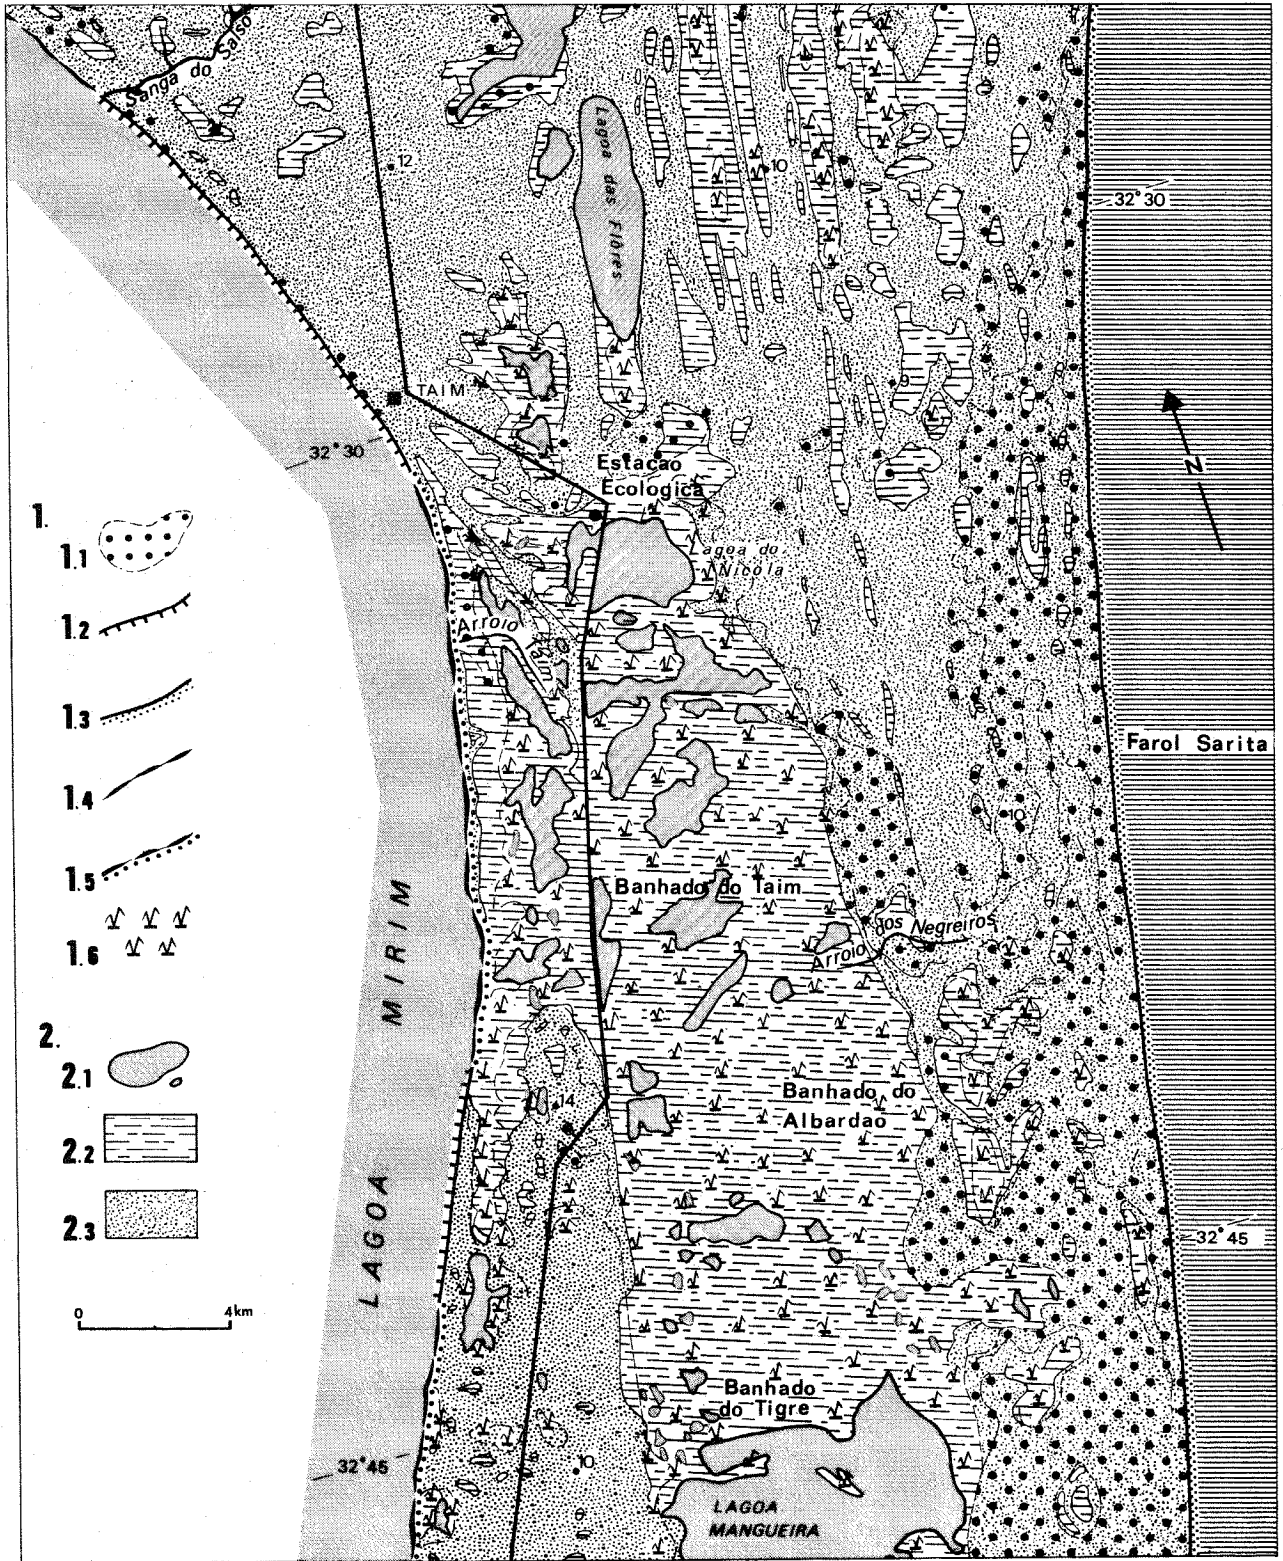 Sanga do Salso
12
Lagoa das Flôres
10
32°30
TAIM
9
32°30
Estacão
Ecologica
N
1.
1.1
Lagoa do
Nicola
1.2
Arroio
1.3
Farol Sarita
1.4
10
1.5
Banhado do Taim
1.6
Arroio dos Negreiros
LAGOA MIRIM
2.
2.1
Banhado do
Albardão
14
2.2
2.3
32°45
0 4km
Banhado
do Tigre
32°45
10
LAGOA
MANGUEIRA